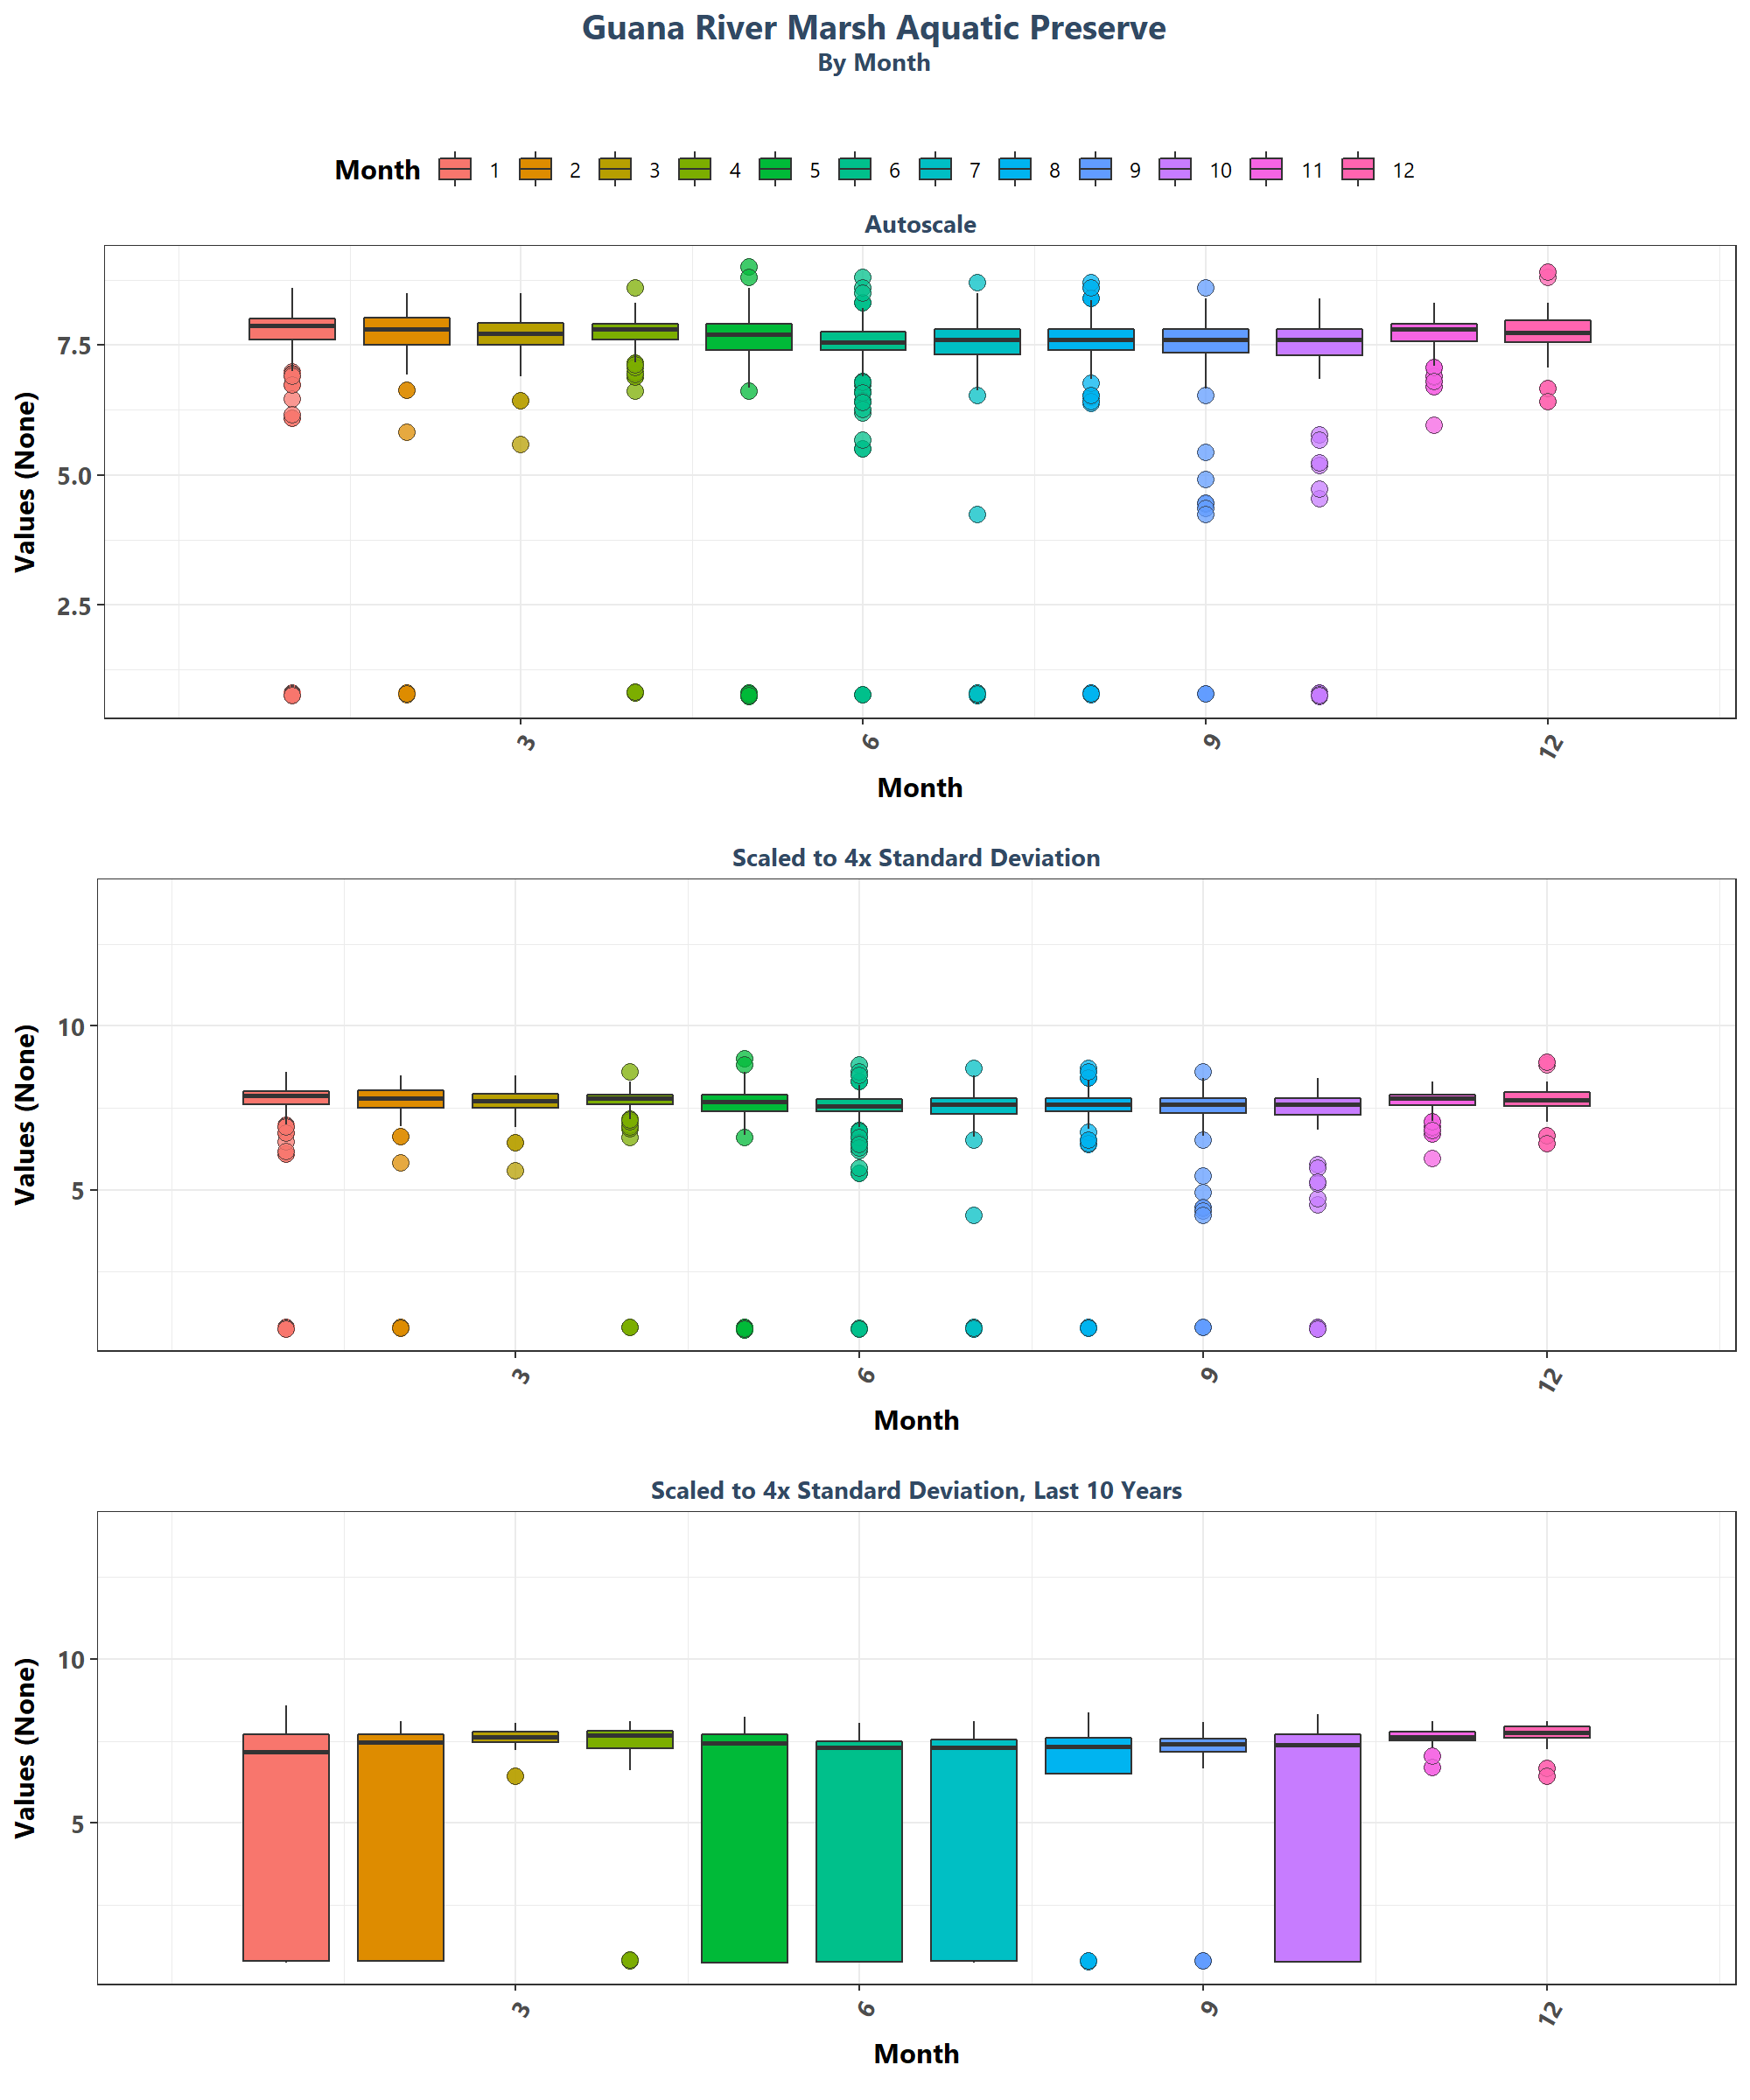 Guana River Marsh Aquatic Preserve
By Month
Month 1 2 3 4 5 6 7 8 9 10 11 12
Autoscale
Values (None)
7.5
5.0
2.5
3 6 9 12
Month
Scaled to 4x Standard Deviation
Values (None)
10
5
3 6 9 12
Month
Scaled to 4x Standard Deviation, Last 10 Years
Values (None)
10
5
3 6 9 12
Month